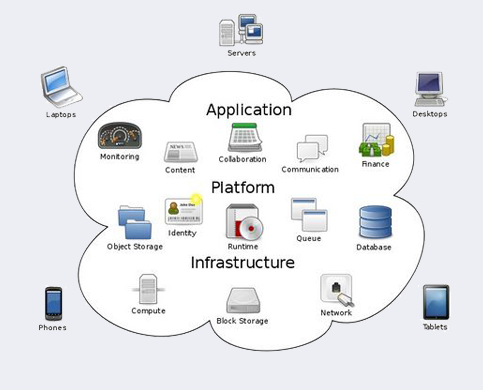 Servers
Laptops
Desktops
Application
Monitoring
Content
NEWS
Collaboration
Communication
Finance
Platform
Object Storage
Identity
Runtime
Queue
Database
Infrastructure
Compute
Block Storage
Network
Phones
Tablets